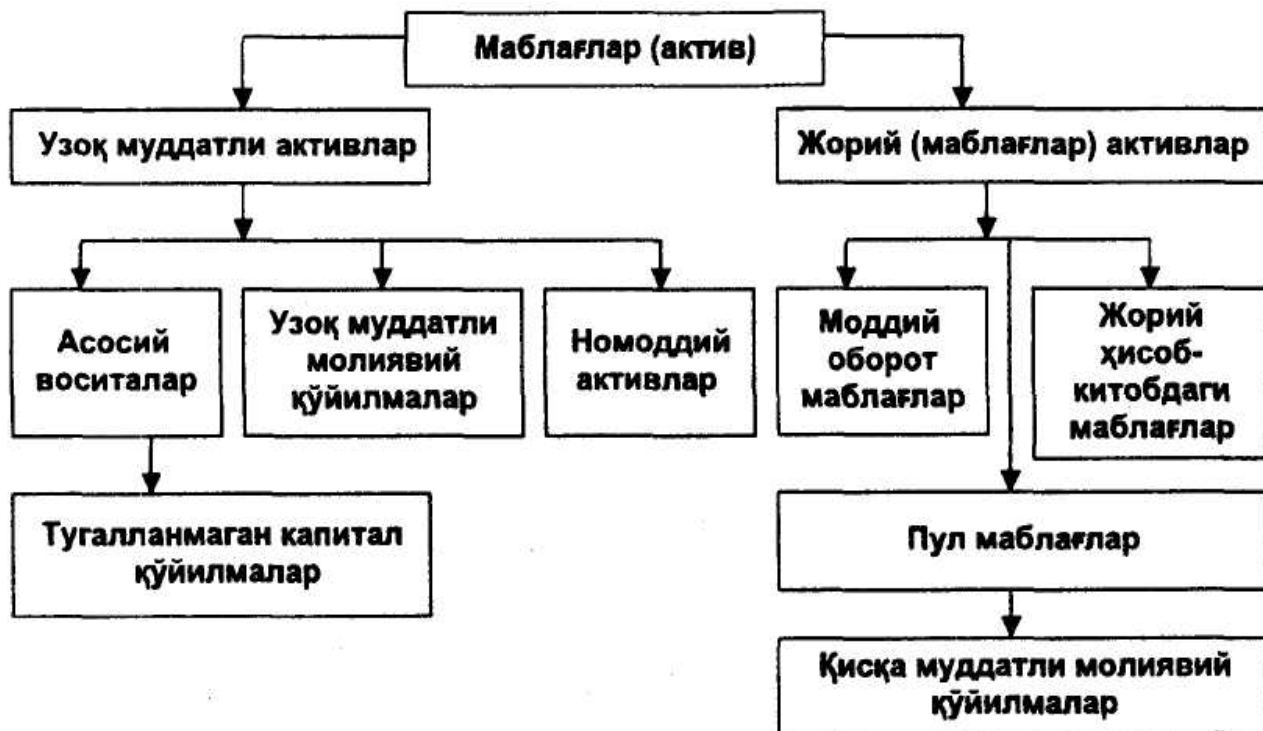 Маблағлар (актив)
Узоқ муддатли активлар
Жорий (маблағлар) активлар
Асосий
воситалар
Узоқ муддатли
молиявий
қўйилмалар
Номоддий
активлар
Моддий
оборот
маблағлар
Жорий
ҳисоб-
китобдаги
маблағлар
Тугалланмаган капитал
қўйилмалар
Пул маблағлар
Қисқа муддатли молиявий
қўйилмалар